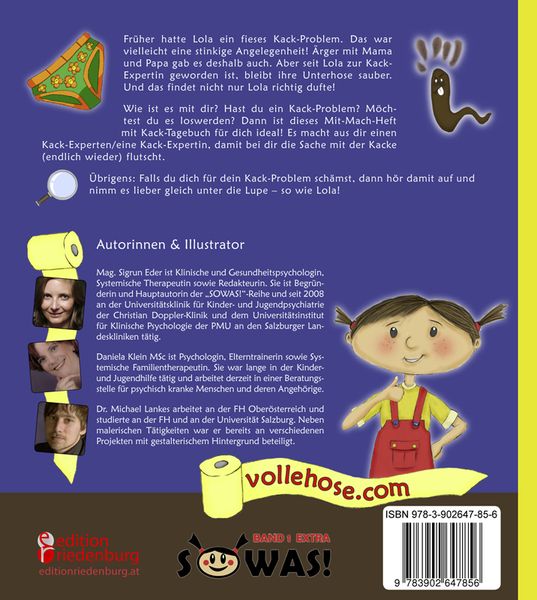 Früher hatte Lola ein fieses Kack-Problem. Das war
vielleicht eine stinkige Angelegenheit! Ärger mit Mama
und Papa gab es deshalb auch. Aber seit Lola zur Kack-
Expertin geworden ist, bleibt ihre Unterhose sauber.
Und das findet nicht nur Lola richtig dufte!
Wie ist es mit dir? Hast du ein Kack-Problem? Möch-
test du es loswerden? Dann ist dieses Mit-Mach-Heft
mit Kack-Tagebuch für dich ideal! Es macht aus dir einen
Kack-Experten/eine Kack-Expertin, damit bei dir die Sache mit der Kacke
(endlich wieder) flutscht.
Übrigens: Falls du dich für dein Kack-Problem schämst, dann hör damit auf und
nimm es lieber gleich unter die Lupe – so wie Lola!
Autorinnen & Illustrator
Mag. Sigrun Eder ist Klinische und Gesundheitspsychologin,
Systemische Therapeutin sowie Redakteurin. Sie ist Begrün-
derin und Hauptautorin der „SOWAS!“-Reihe und seit 2008
an der Universitätsklinik für Kinder- und Jugendpsychiatrie
der Christian Doppler-Klinik und dem Universitätsinstitut
für Klinische Psychologie der PMU an den Salzburger Lan-
deskliniken tätig.
Daniela Klein MSc ist Psychologin, Elterntrainerin sowie Sys-
temische Familientherapeutin. Sie war lange in der Kinder-
und Jugendhilfe tätig und arbeitet derzeit in einer Beratungs-
stelle für psychisch kranke Menschen und deren Angehörige.
Dr. Michael Lankes arbeitet an der FH Oberösterreich und
studierte an der FH und an der Universität Salzburg. Neben
malerischen Tätigkeiten war er bereits an verschiedenen
Projekten mit gestalterischem Hintergrund beteiligt.
vollehose.com
edition
riedenburg
editionriedenburg.at
BAND 1 EXTRA
SOWAS!
ISBN 978-3-902647-85-6
9 783902 647856